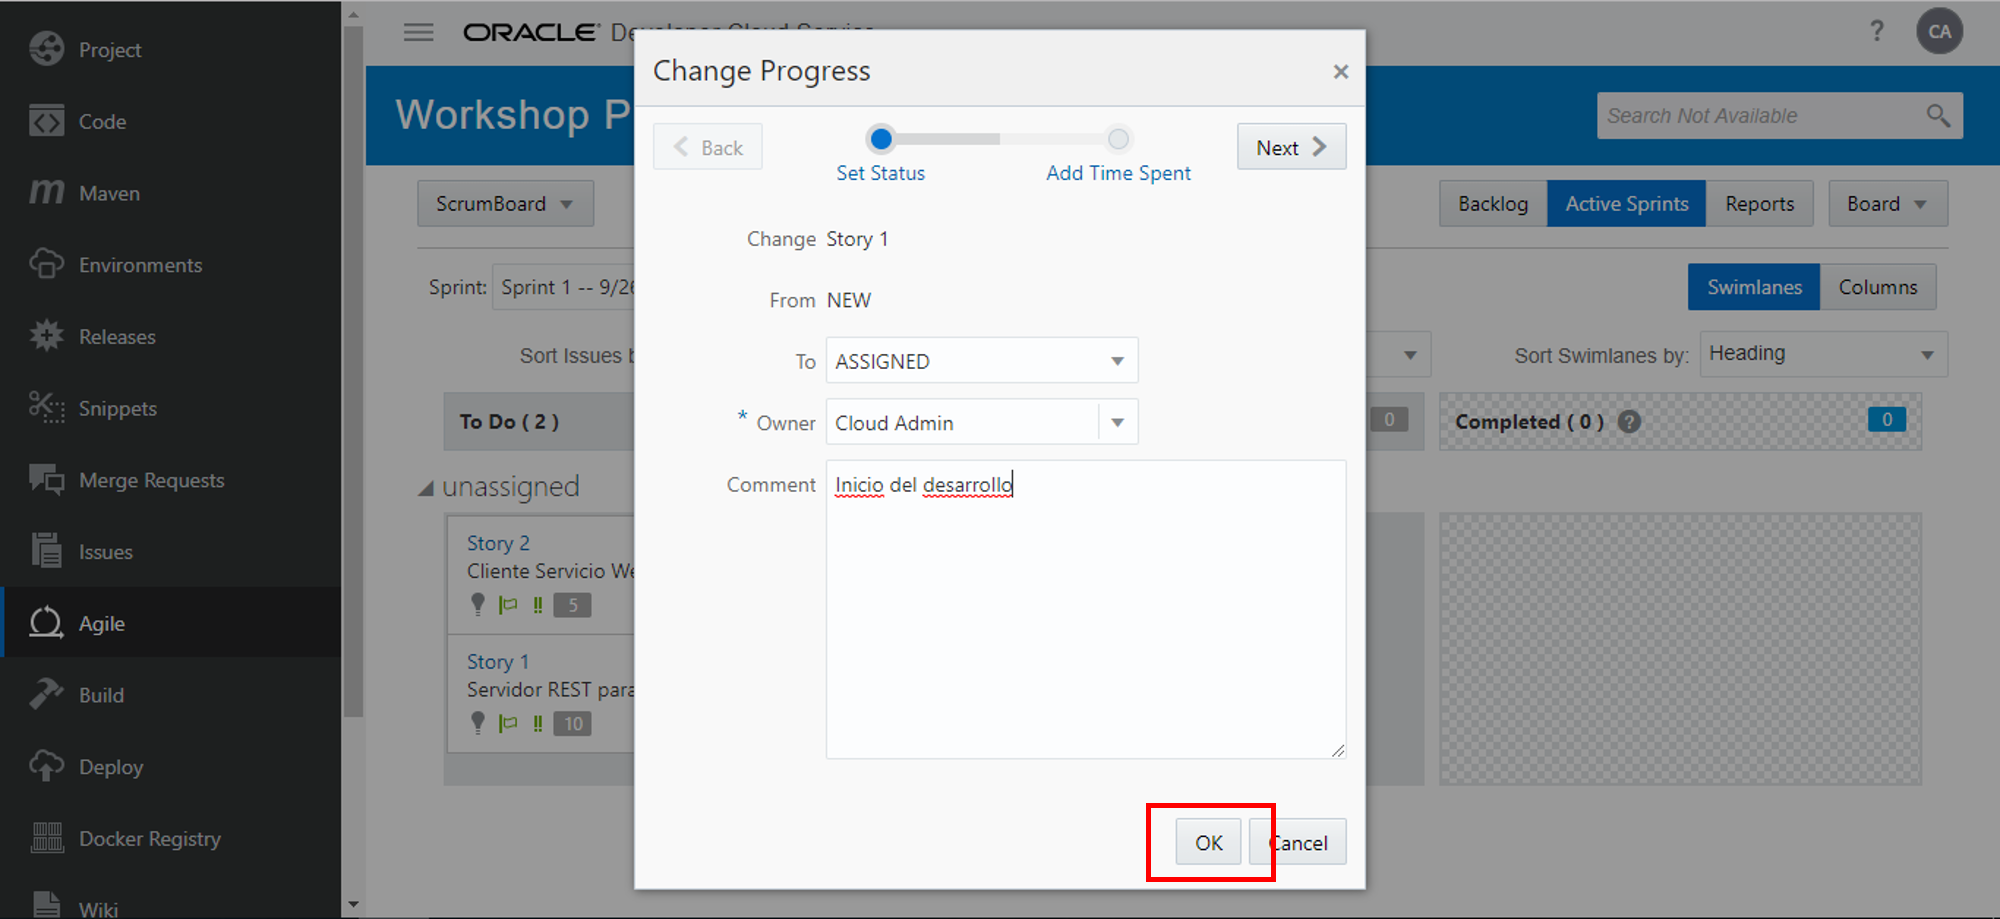 Project
Code
Maven
Environments
Releases
Snippets
Merge Requests
Issues
Agile
Build
Deploy
Docker Registry
Wiki
ORACLE Developer Cloud Service
? CA
Workshop P
Search Not Available
ScrumBoard
Backlog Active Sprints Reports Board
Sprint: Sprint 1 -- 9/26
Swimlanes Columns
Sort Issues b
Sort Swimlanes by: Heading
To Do ( 2 )
0
Completed ( 0 ) ? 0
unassigned
Story 2
Cliente Servicio We
5
Story 1
Servidor REST para
10
Change Progress
×
Back
Set Status
Add Time Spent
Next
Change Story 1
From NEW
To ASSIGNED
* Owner Cloud Admin
Comment Inicio del desarrollo
OK Cancel